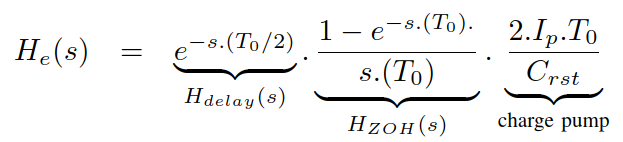 H_e(s) = e^{-s.(T_0/2)} . \frac{1 - e^{-s.(T_0).}}{s.(T_0)} . \frac{2.I_p.T_0}{C_{rst}}
H_{delay}(s) H_{ZOH}(s) charge pump